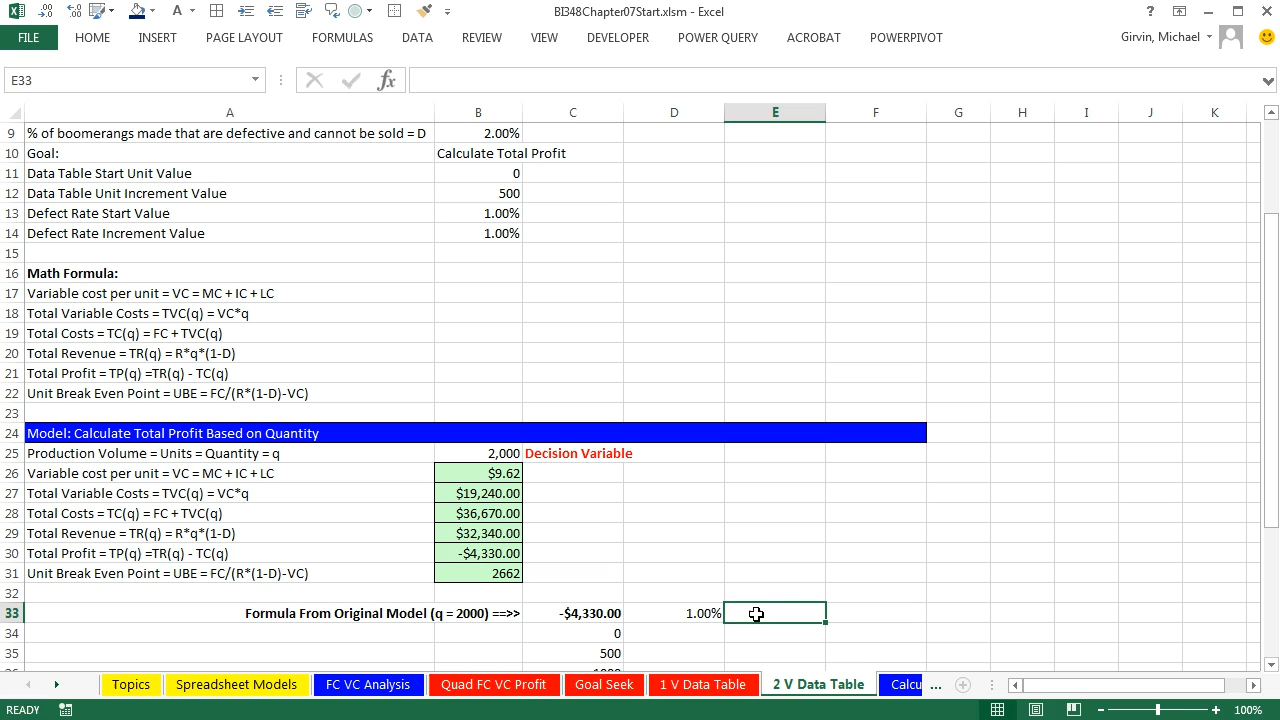 BI348Chapter07Start.xlsm - Excel
FILE HOME INSERT PAGE LAYOUT FORMULAS DATA REVIEW VIEW DEVELOPER POWER QUERY ACROBAT POWERPIVOT Girvin, Michael
E33 fx
A B C D E F G H I J K
9 % of boomerangs made that are defective and cannot be sold = D 2.00%
10 Goal: Calculate Total Profit
11 Data Table Start Unit Value 0
12 Data Table Unit Increment Value 500
13 Defect Rate Start Value 1.00%
14 Defect Rate Increment Value 1.00%
15
16 Math Formula:
17 Variable cost per unit = VC = MC + IC + LC
18 Total Variable Costs = TVC(q) = VC*q
19 Total Costs = TC(q) = FC + TVC(q)
20 Total Revenue = TR(q) = R*q*(1-D)
21 Total Profit = TP(q) =TR(q) - TC(q)
22 Unit Break Even Point = UBE = FC/(R*(1-D)-VC)
23
24 Model: Calculate Total Profit Based on Quantity
25 Production Volume = Units = Quantity = q 2,000 Decision Variable
26 Variable cost per unit = VC = MC + IC + LC $9.62
27 Total Variable Costs = TVC(q) = VC*q $19,240.00
28 Total Costs = TC(q) = FC + TVC(q) $36,670.00
29 Total Revenue = TR(q) = R*q*(1-D) $32,340.00
30 Total Profit = TP(q) =TR(q) - TC(q) -$4,330.00
31 Unit Break Even Point = UBE = FC/(R*(1-D)-VC) 2662
32
33 Formula From Original Model (q = 2000) ==>> -$4,330.00 1.00%
34 0
35 500
Topics Spreadsheet Models FC VC Analysis Quad FC VC Profit Goal Seek 1 V Data Table 2 V Data Table Calcu ...
READY 100%